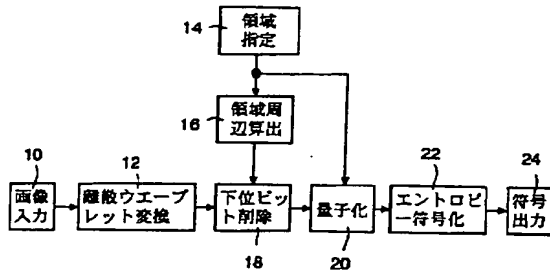 14
領域
指定
16
領域周
辺算出
10
画像
入力
12
離散ウエーブ
レット変換
下位ビッ
ト削除
18
量子化
20
22
エントロピ
ー符号化
24
符号
出力